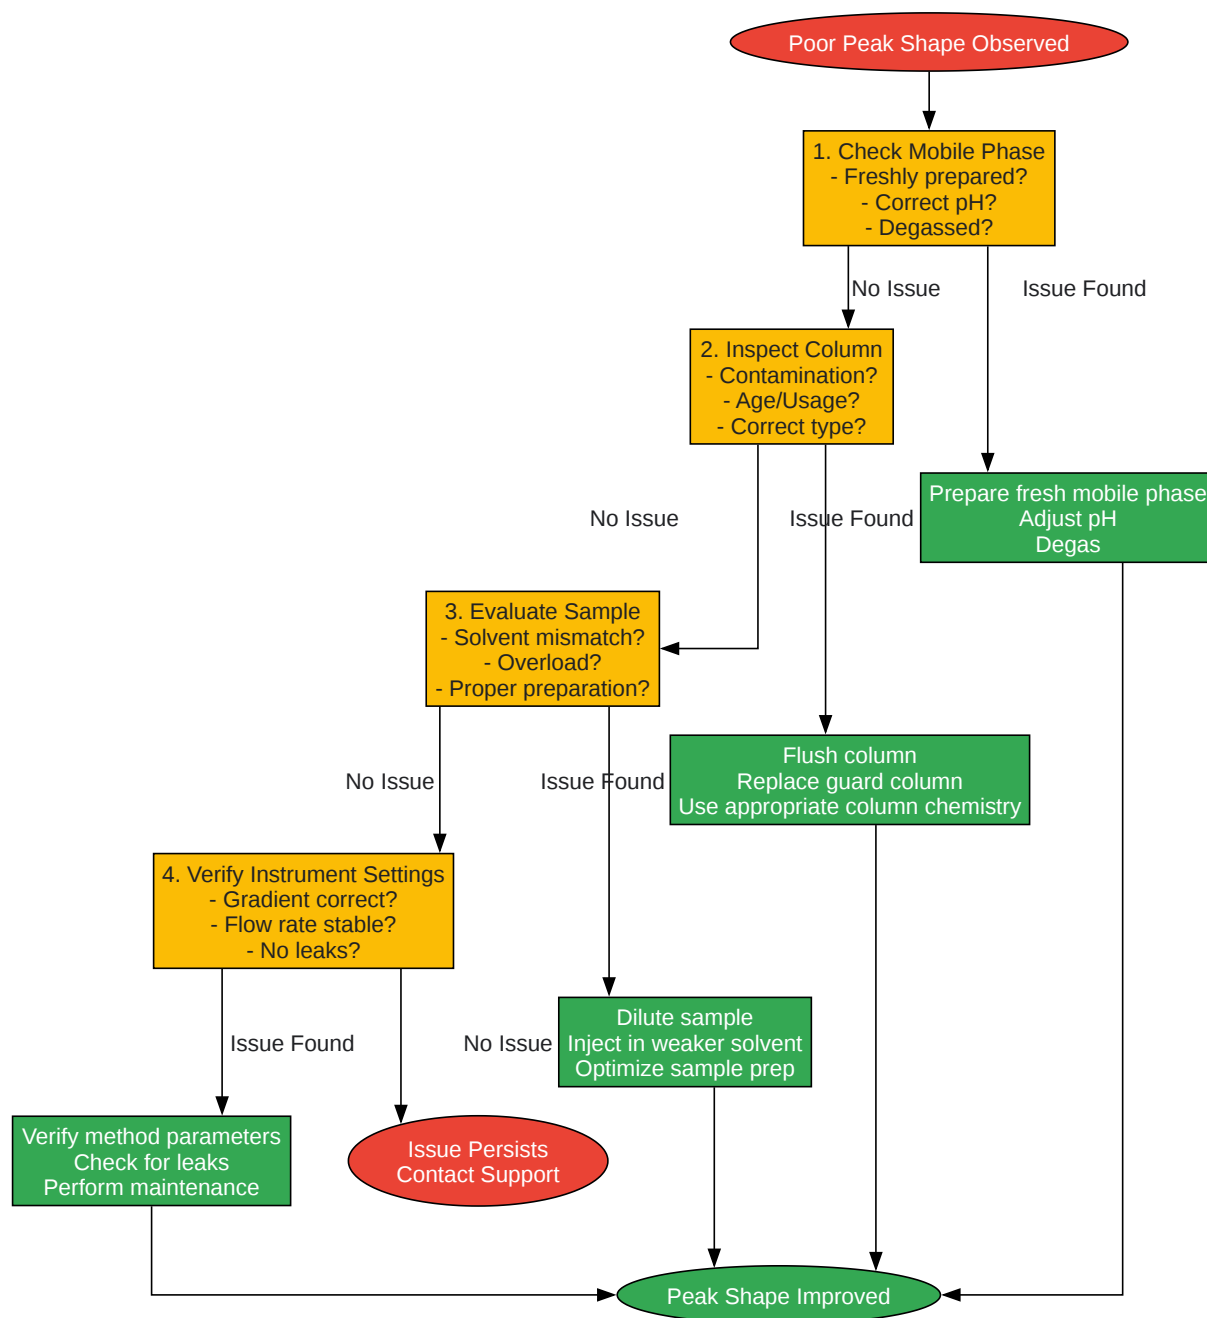 Poor Peak Shape Observed
1. Check Mobile Phase
- Freshly prepared?
- Correct pH?
- Degassed?
No Issue
Issue Found
2. Inspect Column
- Contamination?
- Age/Usage?
- Correct type?
Prepare fresh mobile phase
Adjust pH
Degas
No Issue
Issue Found
3. Evaluate Sample
- Solvent mismatch?
- Overload?
- Proper preparation?
Flush column
Replace guard column
Use appropriate column chemistry
No Issue
Issue Found
4. Verify Instrument Settings
- Gradient correct?
- Flow rate stable?
- No leaks?
Dilute sample
Inject in weaker solvent
Optimize sample prep
Issue Found
No Issue
Verify method parameters
Check for leaks
Perform maintenance
Issue Persists
Contact Support
Peak Shape Improved